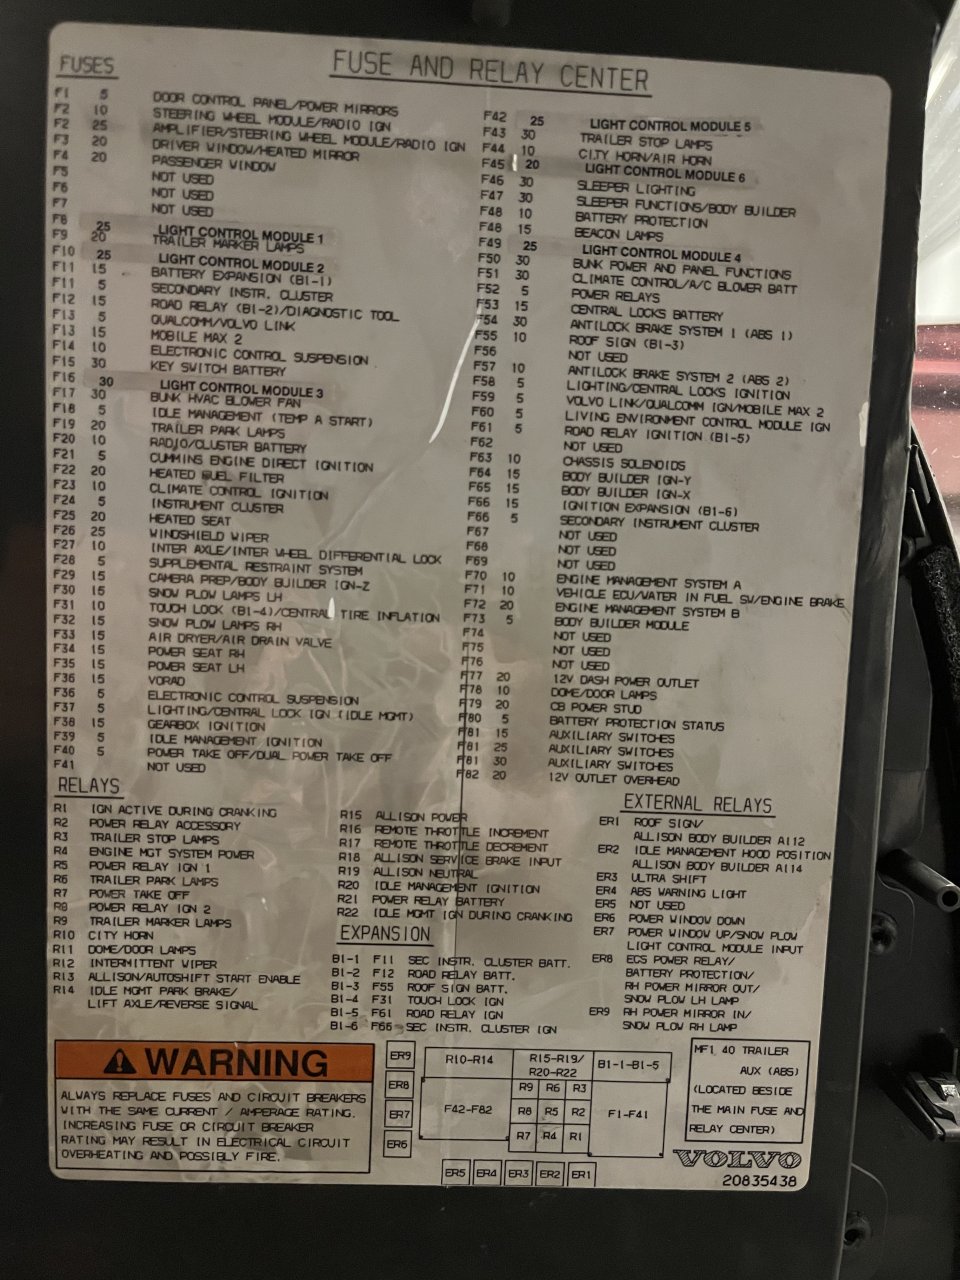 FUSE AND RELAY CENTER
FUSES
F1 5 DOOR CONTROL PANEL/POWER MIRRORS
F2 10 STEERING WHEEL MODULE/RADIO IGN
F2 25 AMPLIFIER/STEERING WHEEL MODULE/RADIO IGN
F3 20 DRIVER WINDOW/HEATED MIRROR
F4 20 PASSENGER WINDOW
F5 NOT USED
F6 NOT USED
F7 NOT USED
F8 25 LIGHT CONTROL MODULE 1
F9 20 TRAILER MARKER LAMPS
F10 25 LIGHT CONTROL MODULE 2
F11 15 BATTERY EXPANSION (B1-1)
F11 5 SECONDARY INSTR. CLUSTER
F12 15 ROAD RELAY (B1-2)/DIAGNOSTIC TOOL
F13 5 QUALCOMM/VOLVO LINK
F13 15 MOBILE MAX 2
F14 10 ELECTRONIC CONTROL SUSPENSION
F15 30 KEY SWITCH BATTERY
F16 30 LIGHT CONTROL MODULE 3
F17 30 BUNK HVAC BLOWER FAN
F18 5 IDLE MANAGEMENT (TEMP A START)
F19 20 TRAILER PARK LAMPS
F20 10 RADIO/CLUSTER BATTERY
F21 5 CUMMINS ENGINE DIRECT IGNITION
F22 20 HEATED FUEL FILTER
F23 10 CLIMATE CONTROL IGNITION
F24 5 INSTRUMENT CLUSTER
F25 20 HEATED SEAT
F26 25 WINDSHIELD WIPER
F27 10 INTER AXLE/INTER WHEEL DIFFERENTIAL LOCK
F28 5 SUPPLEMENTAL RESTRAINT SYSTEM
F29 15 CAMERA PREP/BODY BUILDER IGN-Z
F30 15 SNOW PLOW LAMPS LH
F31 10 TOUCH LOCK (B1-4)/CENTRAL TIRE INFLATION
F32 15 SNOW PLOW LAMPS RH
F33 15 AIR DRYER/AIR DRAIN VALVE
F34 15 POWER SEAT RH
F35 15 POWER SEAT LH
F36 15 VORAD
F36 5 ELECTRONIC CONTROL SUSPENSION
F37 5 LIGHTING/CENTRAL LOCK IGN (IDLE MGMT)
F38 15 GEARBOX IGNITION
F39 5 IDLE MANAGEMENT IGNITION
F40 5 POWER TAKE OFF/DUAL POWER TAKE OFF
F41 NOT USED
F42 25 LIGHT CONTROL MODULE 5
F43 30 TRAILER STOP LAMPS
F44 10 CITY HORN/AIR HORN
F45 20 LIGHT CONTROL MODULE 6
F46 30 SLEEPER LIGHTING
F47 30 SLEEPER FUNCTIONS/BODY BUILDER
F48 10 BATTERY PROTECTION
F48 15 BEACON LAMPS
F49 25 LIGHT CONTROL MODULE 4
F50 30 BUNK POWER AND PANEL FUNCTIONS
F51 30 CLIMATE CONTROL/A/C BLOWER BATT
F52 5 POWER RELAYS
F53 15 CENTRAL LOCKS BATTERY
F54 30 ANTILOCK BRAKE SYSTEM 1 (ABS 1)
F55 10 ROOF SIGN (B1-3)
F56 NOT USED
F57 10 ANTILOCK BRAKE SYSTEM 2 (ABS 2)
F58 5 LIGHTING/CENTRAL LOCKS IGNITION
F59 5 VOLVO LINK/QUALCOMM IGN/MOBILE MAX 2
F60 5 LIVING ENVIRONMENT CONTROL MODULE IGN
F61 5 ROAD RELAY IGNITION (B1-5)
F62 NOT USED
F63 10 CHASSIS SOLENOIDS
F64 15 BODY BUILDER IGN-Y
F65 15 BODY BUILDER IGN-X
F66 15 IGNITION EXPANSION (B1-6)
F66 5 SECONDARY INSTRUMENT CLUSTER
F67 NOT USED
F68 NOT USED
F69 NOT USED
F70 10 ENGINE MANAGEMENT SYSTEM A
F71 10 VEHICLE ECU/WATER IN FUEL SW/ENGINE BRAKE
F72 20 ENGINE MANAGEMENT SYSTEM B
F73 5 BODY BUILDER MODULE
F74 NOT USED
F75 NOT USED
F76 NOT USED
F77 20 12V DASH POWER OUTLET
F78 10 DOME/DOOR LAMPS
F79 20 CB POWER STUD
F80 5 BATTERY PROTECTION STATUS
F81 15 AUXILIARY SWITCHES
F81 25 AUXILIARY SWITCHES
F81 30 AUXILIARY SWITCHES
F82 20 12V OUTLET OVERHEAD
RELAYS
R1 IGN ACTIVE DURING CRANKING
R2 POWER RELAY ACCESSORY
R3 TRAILER STOP LAMPS
R4 ENGINE MGT SYSTEM POWER
R5 POWER RELAY IGN 1
R6 TRAILER PARK LAMPS
R7 POWER TAKE OFF
R8 POWER RELAY IGN 2
R9 TRAILER MARKER LAMPS
R10 CITY HORN
R11 DOME/DOOR LAMPS
R12 INTERMITTENT WIPER
R13 ALLISON/AUTOSHIFT START ENABLE
R14 IDLE MGMT PARK BRAKE/
LIFT AXLE/REVERSE SIGNAL
R15 ALLISON POWER
R16 REMOTE THROTTLE INCREMENT
R17 REMOTE THROTTLE DECREMENT
R18 ALLISON SERVICE BRAKE INPUT
R19 ALLISON NEUTRAL
R20 IDLE MANAGEMENT IGNITION
R21 POWER RELAY BATTERY
R22 IDLE MGMT IGN DURING CRANKING
EXPANSION
B1-1 F11 SEC INSTR. CLUSTER BATT.
B1-2 F12 ROAD RELAY BATT.
B1-3 F55 ROOF SIGN BATT.
B1-4 F31 TOUCH LOCK IGN
B1-5 F61 ROAD RELAY IGN
B1-6 F66 SEC INSTR. CLUSTER IGN
EXTERNAL RELAYS
ER1 ROOF SIGN/
ALLISON BODY BUILDER A112
ER2 IDLE MANAGEMENT HOOD POSITION
ALLISON BODY BUILDER A114
ER3 ULTRA SHIFT
ER4 ABS WARNING LIGHT
ER5 NOT USED
ER6 POWER WINDOW DOWN
ER7 POWER WINDOW UP/SNOW PLOW
LIGHT CONTROL MODULE INPUT
ER8 ECS POWER RELAY/
BATTERY PROTECTION/
RH POWER MIRROR OUT/
SNOW PLOW LH LAMP
ER9 RH POWER MIRROR IN/
SNOW PLOW RH LAMP
WARNING
ALWAYS REPLACE FUSES AND CIRCUIT BREAKERS
WITH THE SAME CURRENT / AMPERAGE RATING.
INCREASING FUSE OR CIRCUIT BREAKER
RATING MAY RESULT IN ELECTRICAL CIRCUIT
OVERHEATING AND POSSIBLY FIRE.
ER9
ER8
ER7
ER6
R10-R14
R15-R19/
R20-R22
B1-1-B1-5
F42-F82
R9 R6 R3
R8 R5 R2
R7 R4 R1
F1-F41
ER5 ER4 ER3 ER2 ER1
MF1 40 TRAILER
AUX (ABS)
(LOCATED BESIDE
THE MAIN FUSE AND
RELAY CENTER)
VOLVO
20835438